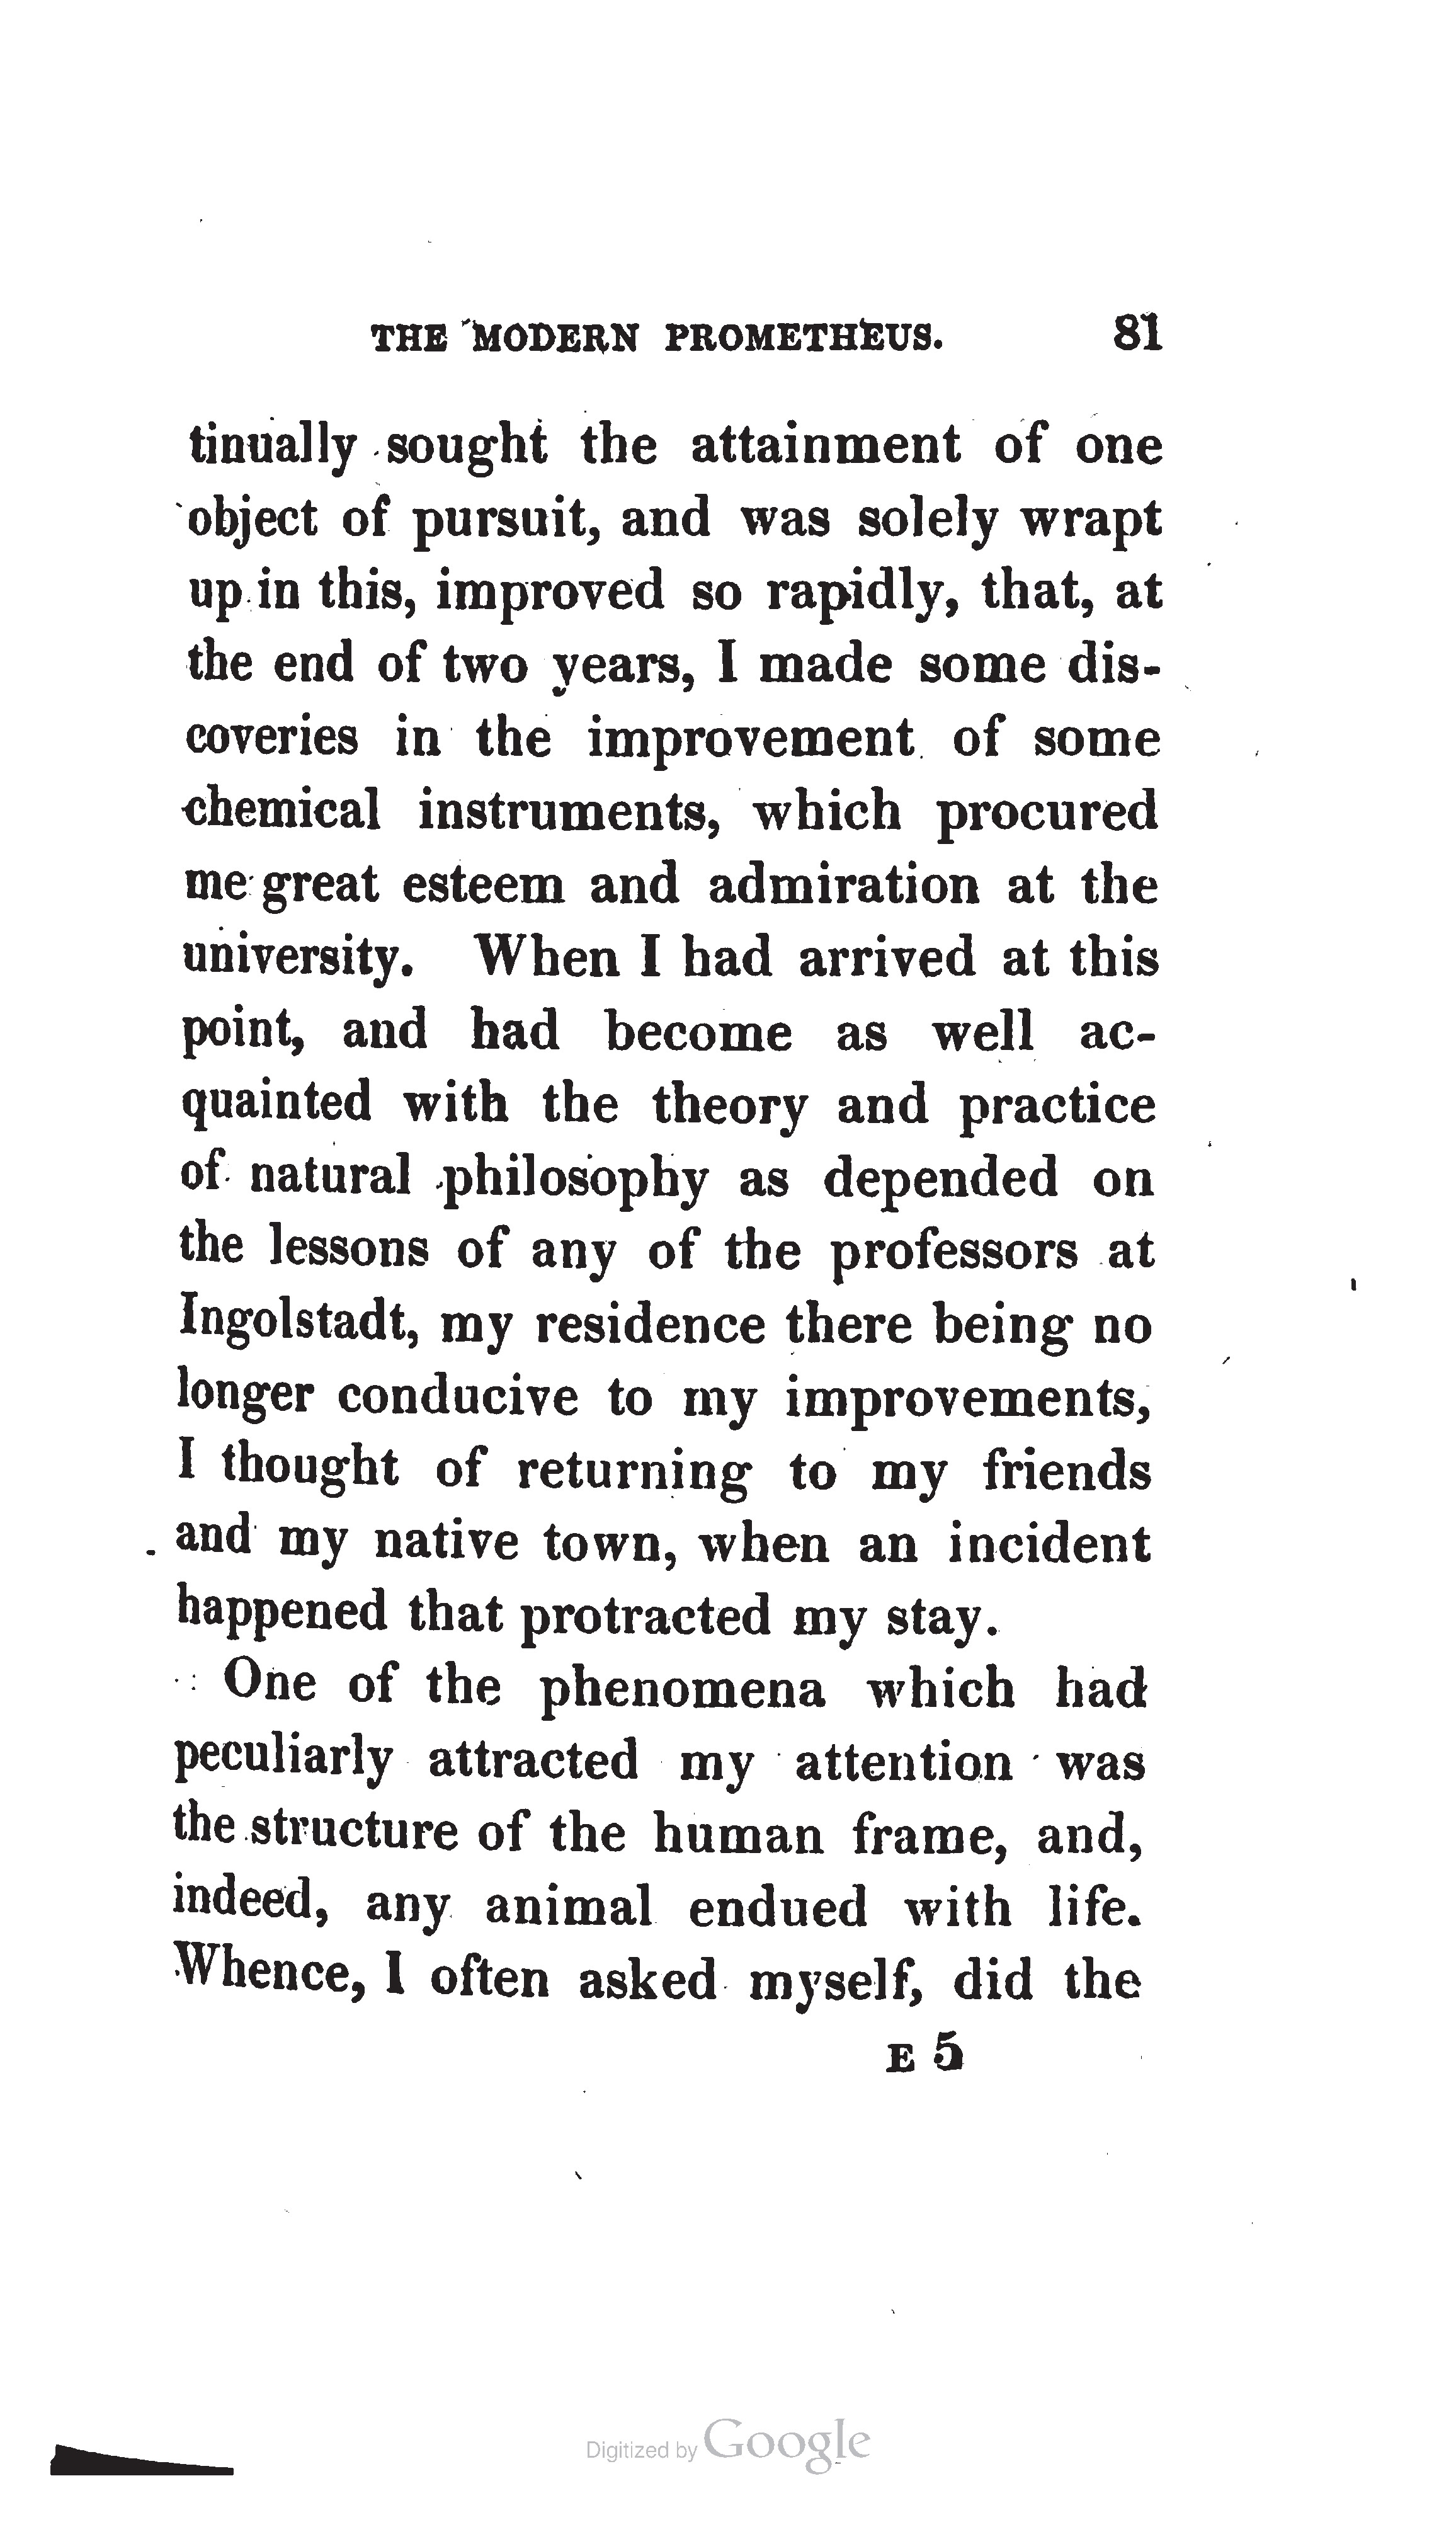 THE MODERN PROMETHEUS. 81
tinually sought the attainment of one
object of pursuit, and was solely wrapt
up in this, improved so rapidly, that, at
the end of two years, I made some dis-
coveries in the improvement of some
chemical instruments, which procured
me great esteem and admiration at the
university. When I had arrived at this
point, and had become as well ac-
quainted with the theory and practice
of natural philosophy as depended on
the lessons of any of the professors at
Ingolstadt, my residence there being no
longer conducive to my improvements,
I thought of returning to my friends
and my native town, when an incident
happened that protracted my stay.
One of the phenomena which had
peculiarly attracted my attention was
the structure of the human frame, and,
indeed, any animal endued with life.
Whence, I often asked myself, did the
E 5
Digitized by Google